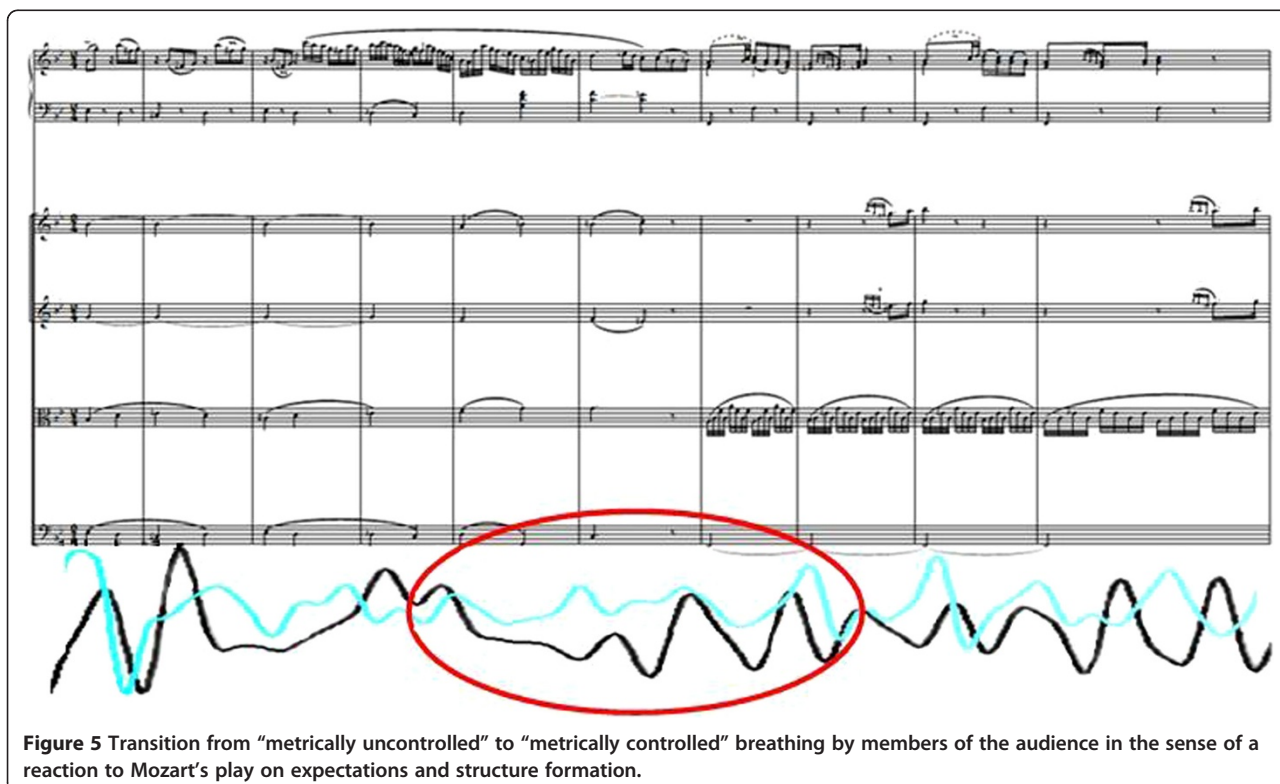 Figure 5 Transition from “metrically uncontrolled” to “metrically controlled” breathing by members of the audience in the sense of a
reaction to Mozart’s play on expectations and structure formation.